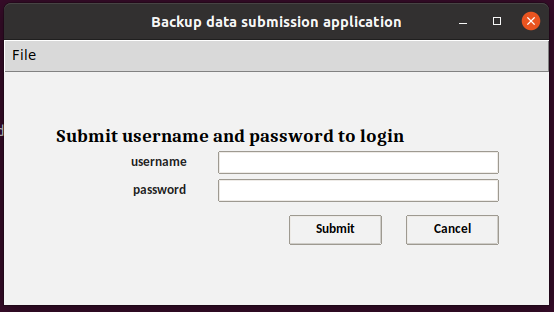 Backup data submission application
File
Submit username and password to login
username
password
Submit Cancel